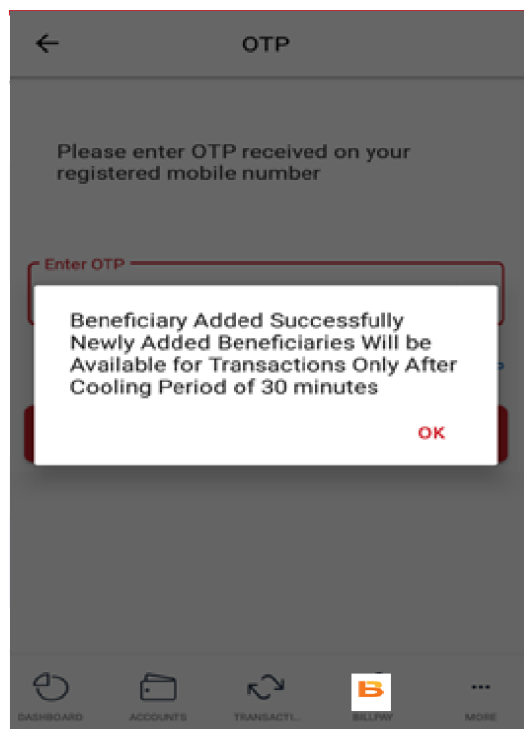 OTP
Please enter OTP received on your
registered mobile number
Enter OTP
Beneficiary Added Successfully
Newly Added Beneficiaries Will be
Available for Transactions Only After
Cooling Period of 30 minutes
OK
B
DASHBOARD ACCOUNTS TRANSACTI... BILLPAY MORE